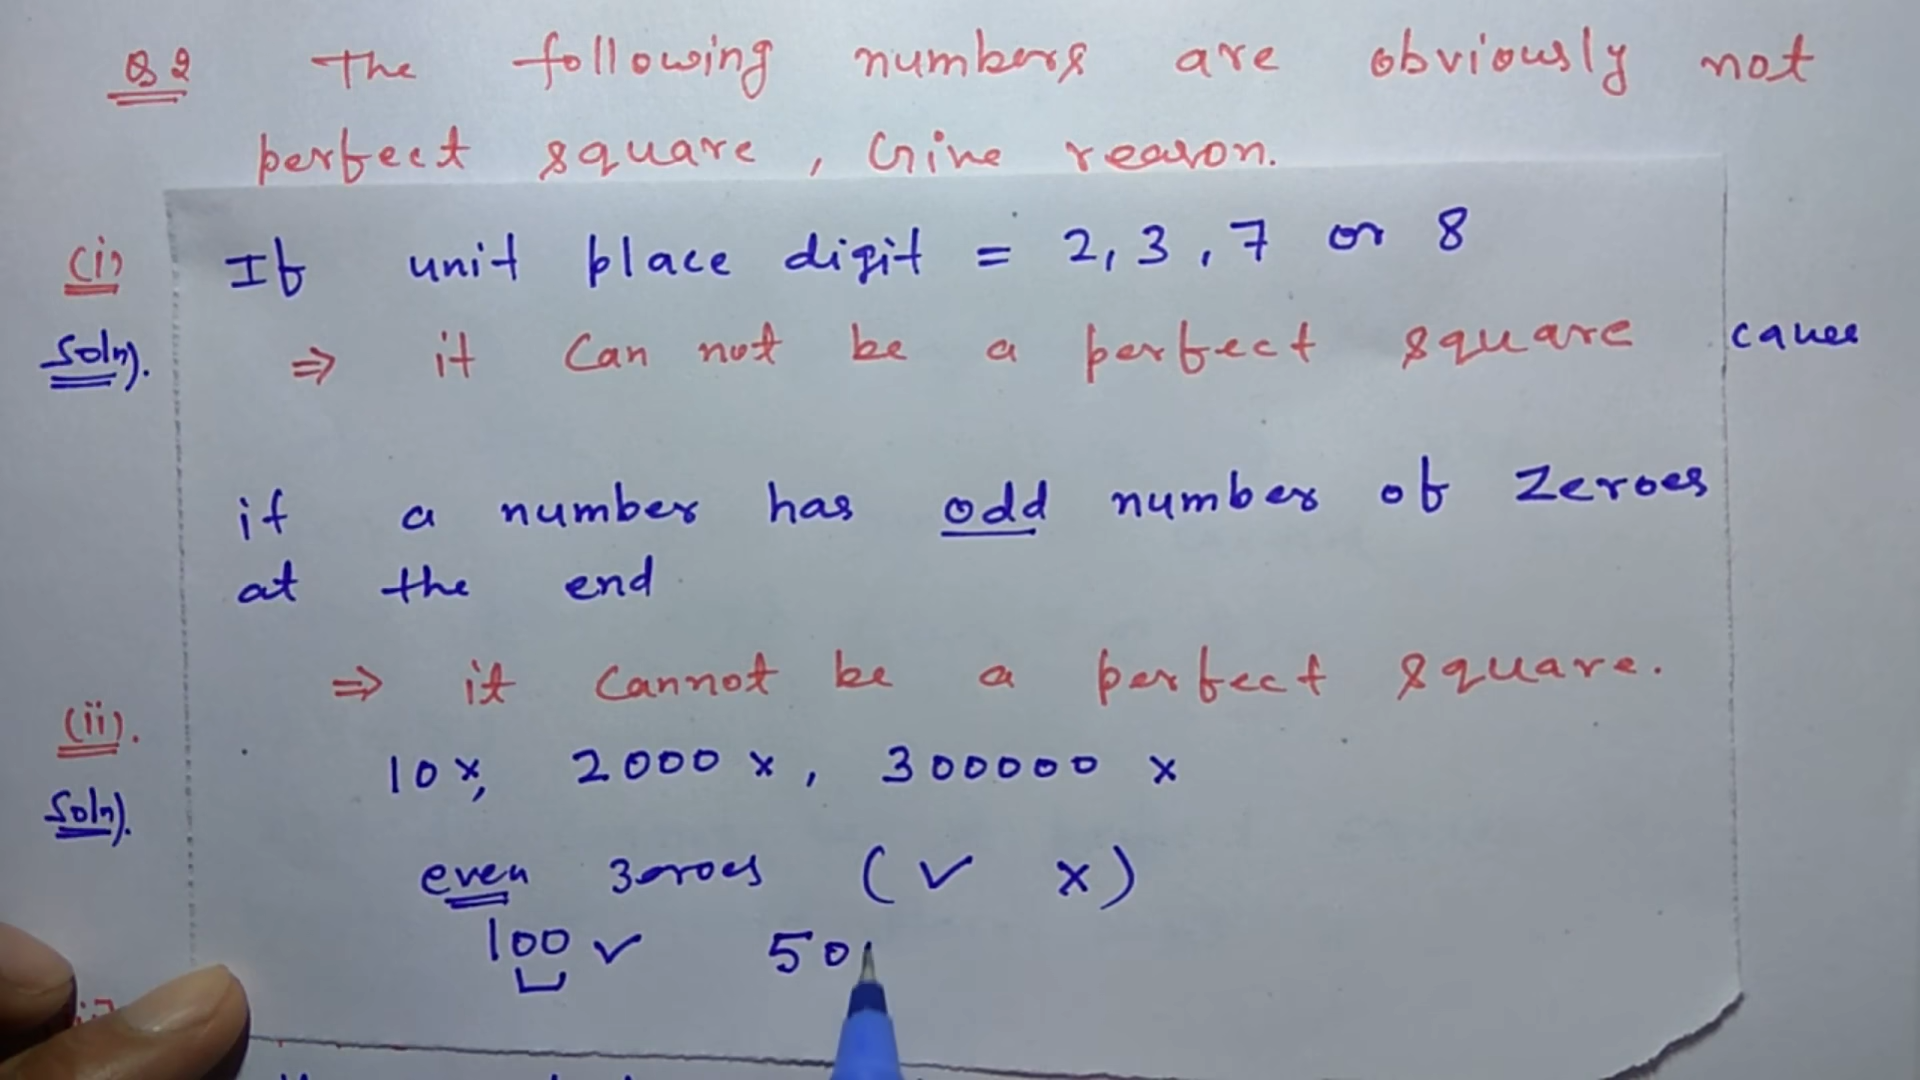 Q2 The following numbers are obviously not
perfect square, Give reason.
(i) If unit place digit = 2, 3, 7 or 8
Soln). ⇒ it Can not be a perfect square
if a number has odd number of zeroes
at the end
⇒ it cannot be a perfect square.
(ii).
10 x, 2000 x, 300000 x
Soln).
even zeroes (✓ x)
100 ✓ 50